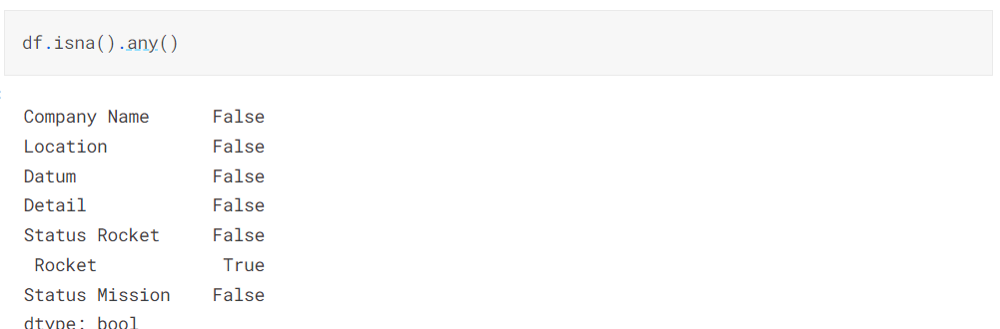 df.isna().any()
Company Name      False
Location          False
Datum             False
Detail            False
Status Rocket     False
 Rocket            True
Status Mission    False
dtype: bool